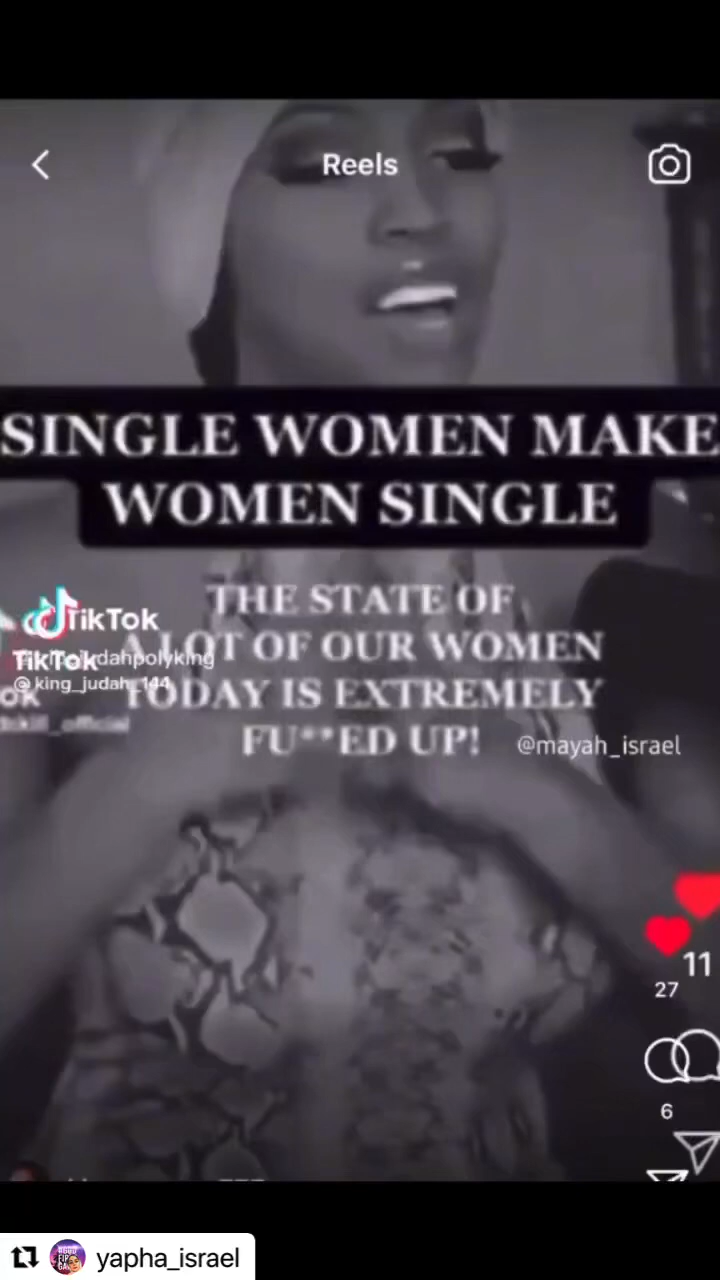 Reels
SINGLE WOMEN MAKE
WOMEN SINGLE
THE STATE OF
TikTok
A LOT OF OUR WOMEN
TikTok
@king_judah_144
TODAY IS EXTREMELY
FU**ED UP!
@mayah_israel
11
27
6
yapha_israel